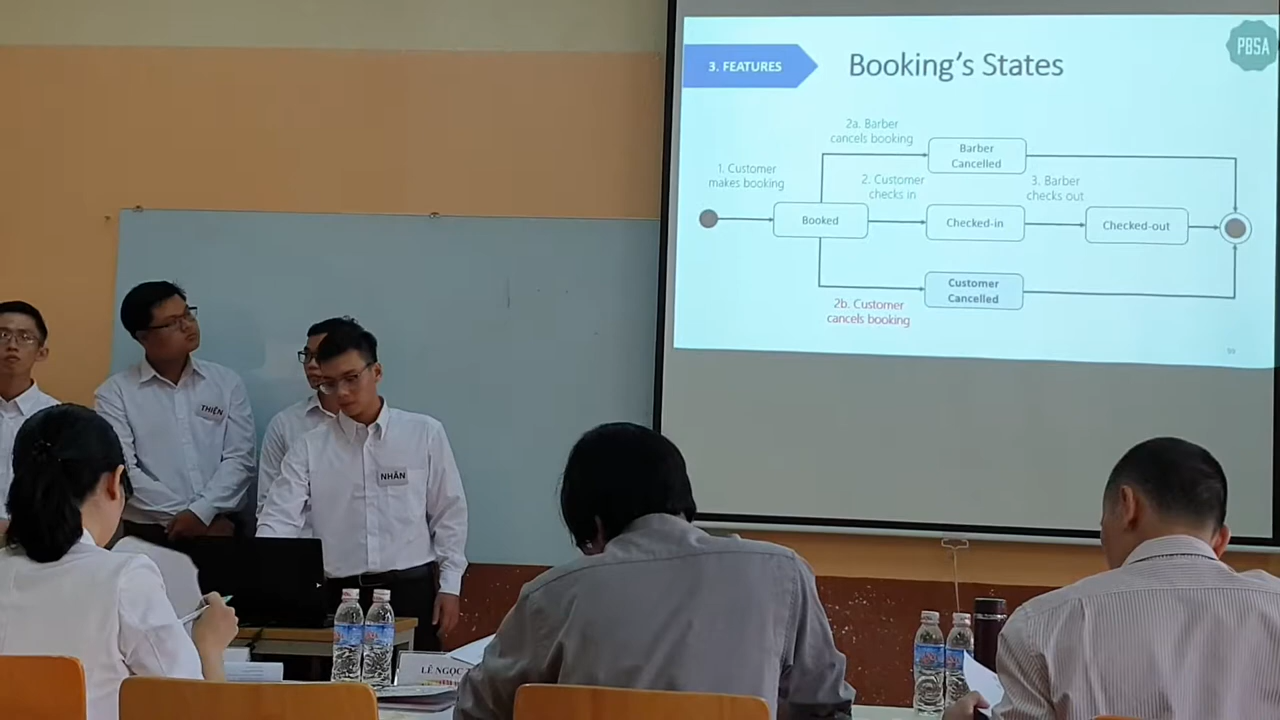 3. FEATURES
Booking's States
PBSA
2a. Barber
cancels booking
Barber
Cancelled
1. Customer
makes booking
2. Customer
checks in
3. Barber
checks out
Booked
Checked-in
Checked-out
Customer
Cancelled
2b. Customer
cancels booking
THIỆN
NHÂN
LÊ NGỌC